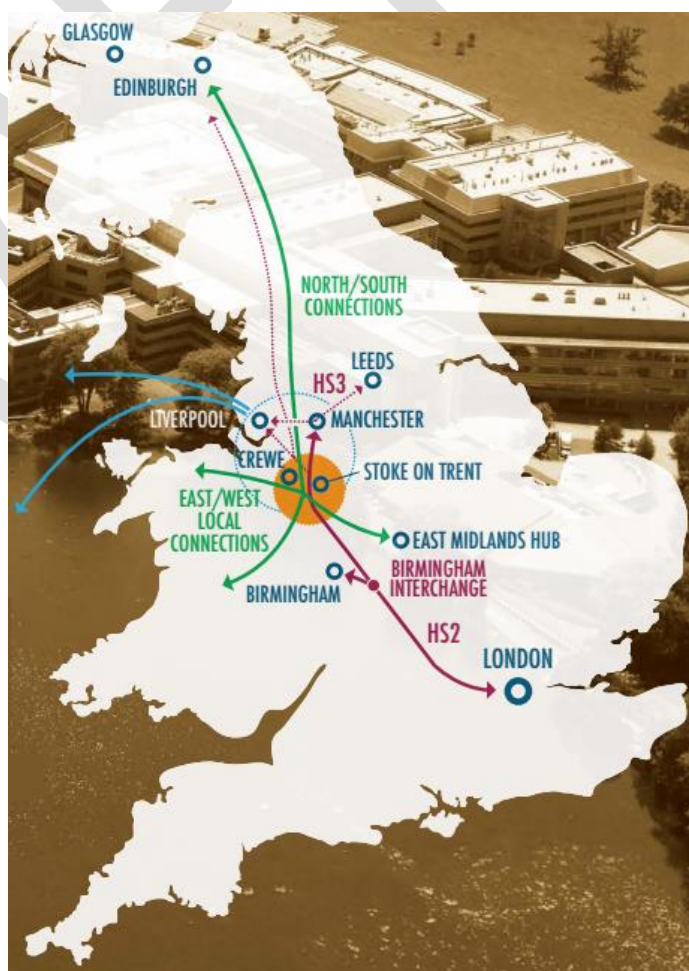 GLASGOW
EDINBURGH
NORTH/SOUTH
CONNECTIONS
LEEDS
HS3
LIVERPOOL
MANCHESTER
CREWE
STOKE ON TRENT
EAST/WEST
LOCAL
CONNECTIONS
EAST MIDLANDS HUB
BIRMINGHAM
INTERCHANGE
BIRMINGHAM
HS2
LONDON